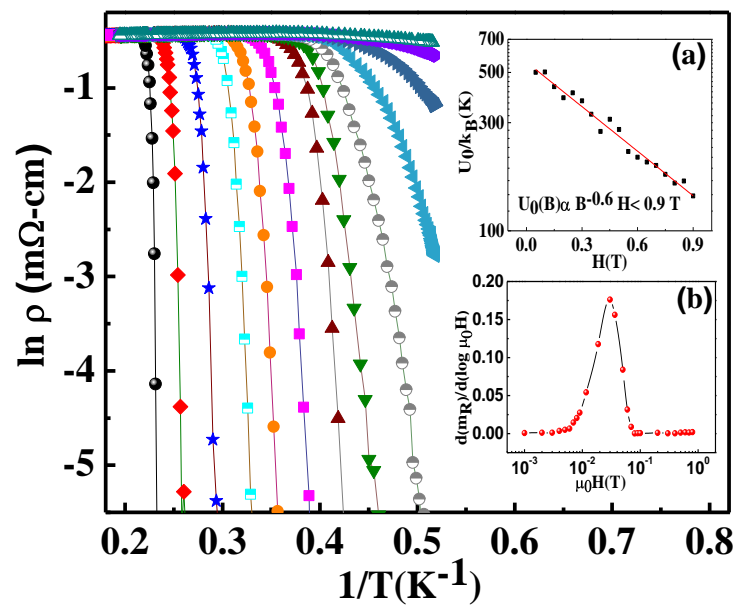 ln ρ (mΩ-cm)
-1
-2
-3
-4
-5
0.2 0.3 0.4 0.5 0.6 0.7 0.8
1/T(K⁻¹)
(a)
U₀/k_B(K)
700
500
300
100
U₀(B)α B⁻⁰·⁶ H< 0.9 T
0.0 0.3 0.6 0.9
H(T)
(b)
d(m_R)/d(log μ₀H)
0.20
0.15
0.10
0.05
0.00
10⁻³ 10⁻² 10⁻¹ 10⁰
μ₀H(T)